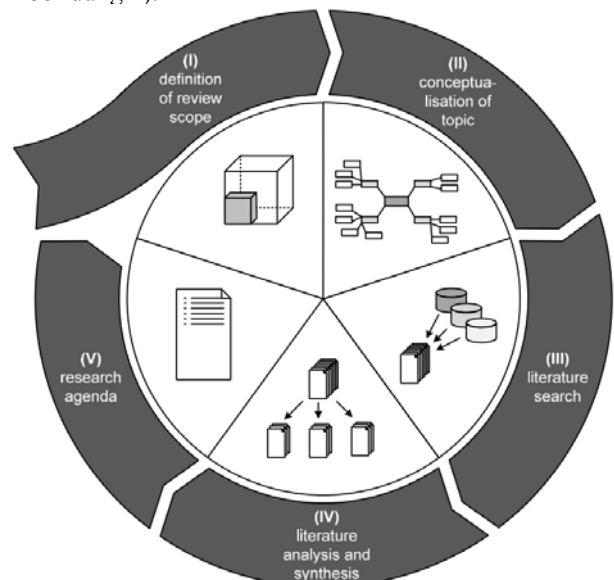 (I)
definition
of review
scope
(II)
conceptua-
lisation of
topic
(III)
literature
search
(IV)
literature
analysis and
synthesis
(V)
research
agenda